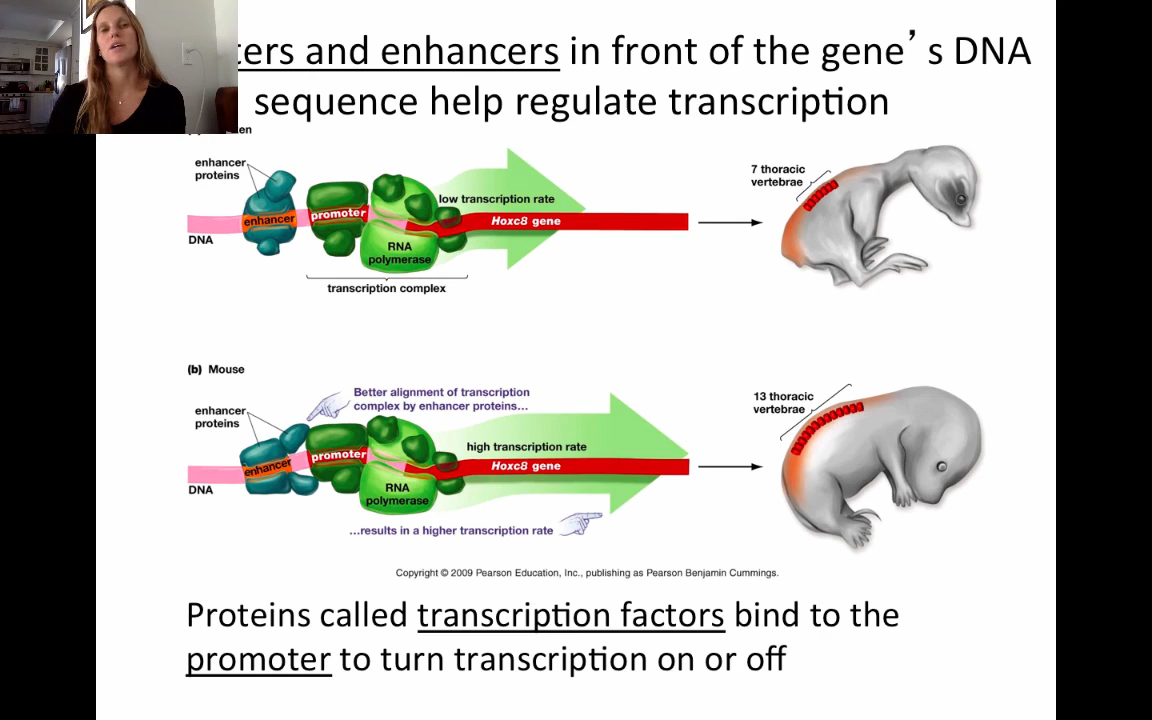 ters and enhancers in front of the gene’s DNA
sequence help regulate transcription
enhancer
proteins
enhancer
DNA
promoter
RNA
polymerase
transcription complex
low transcription rate
Hoxc8 gene
7 thoracic
vertebrae
(b) Mouse
enhancer
proteins
Better alignment of transcription
complex by enhancer proteins...
enhancer
DNA
promoter
RNA
polymerase
high transcription rate
Hoxc8 gene
...results in a higher transcription rate
13 thoracic
vertebrae
Copyright © 2009 Pearson Education, Inc., publishing as Pearson Benjamin Cummings.
Proteins called transcription factors bind to the
promoter to turn transcription on or off